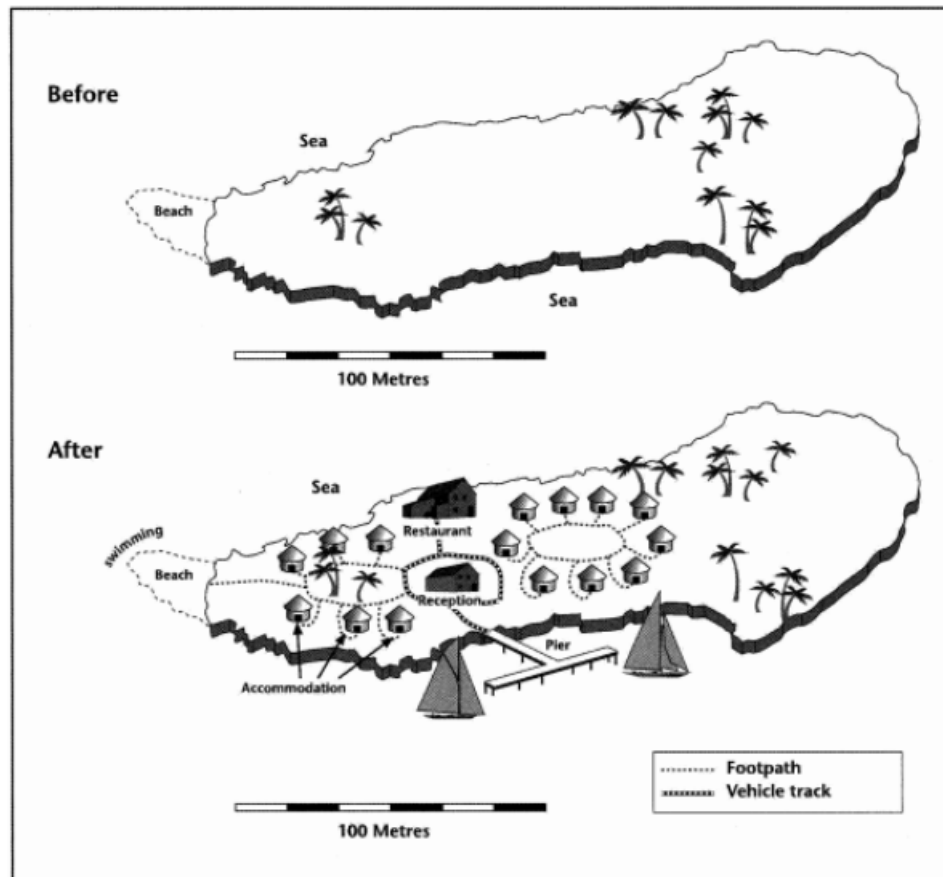 Before
Sea
Beach
Sea
100 Metres
After
Sea
swimming
Restaurant
Beach
Reception
Pier
Accommodation
Footpath
Vehicle track
100 Metres